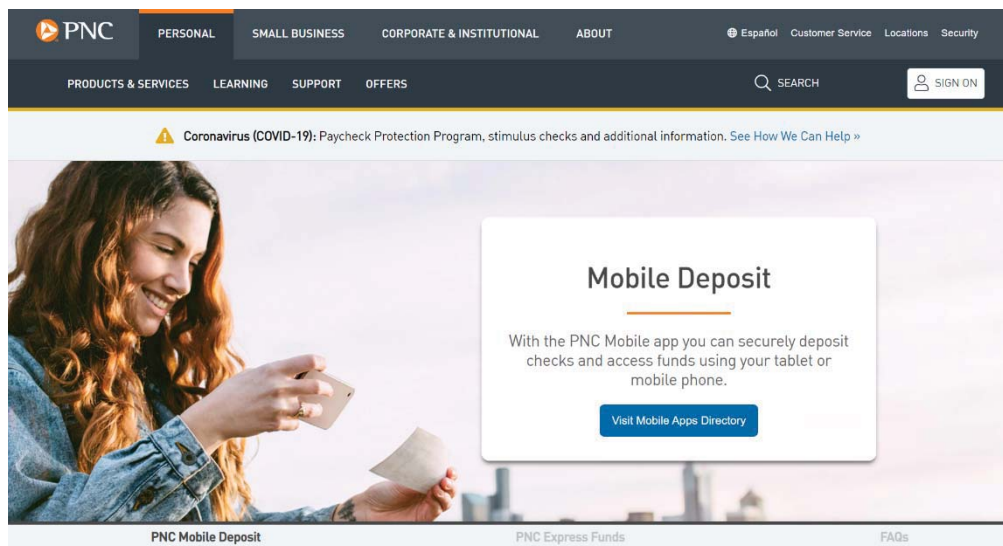 PNC
PERSONAL SMALL BUSINESS CORPORATE & INSTITUTIONAL ABOUT Español Customer Service Locations Security
PRODUCTS & SERVICES LEARNING SUPPORT OFFERS SEARCH SIGN ON
Coronavirus (COVID-19): Paycheck Protection Program, stimulus checks and additional information. See How We Can Help »
Mobile Deposit
With the PNC Mobile app you can securely deposit
checks and access funds using your tablet or
mobile phone.
Visit Mobile Apps Directory
PNC Mobile Deposit PNC Express Funds FAQs